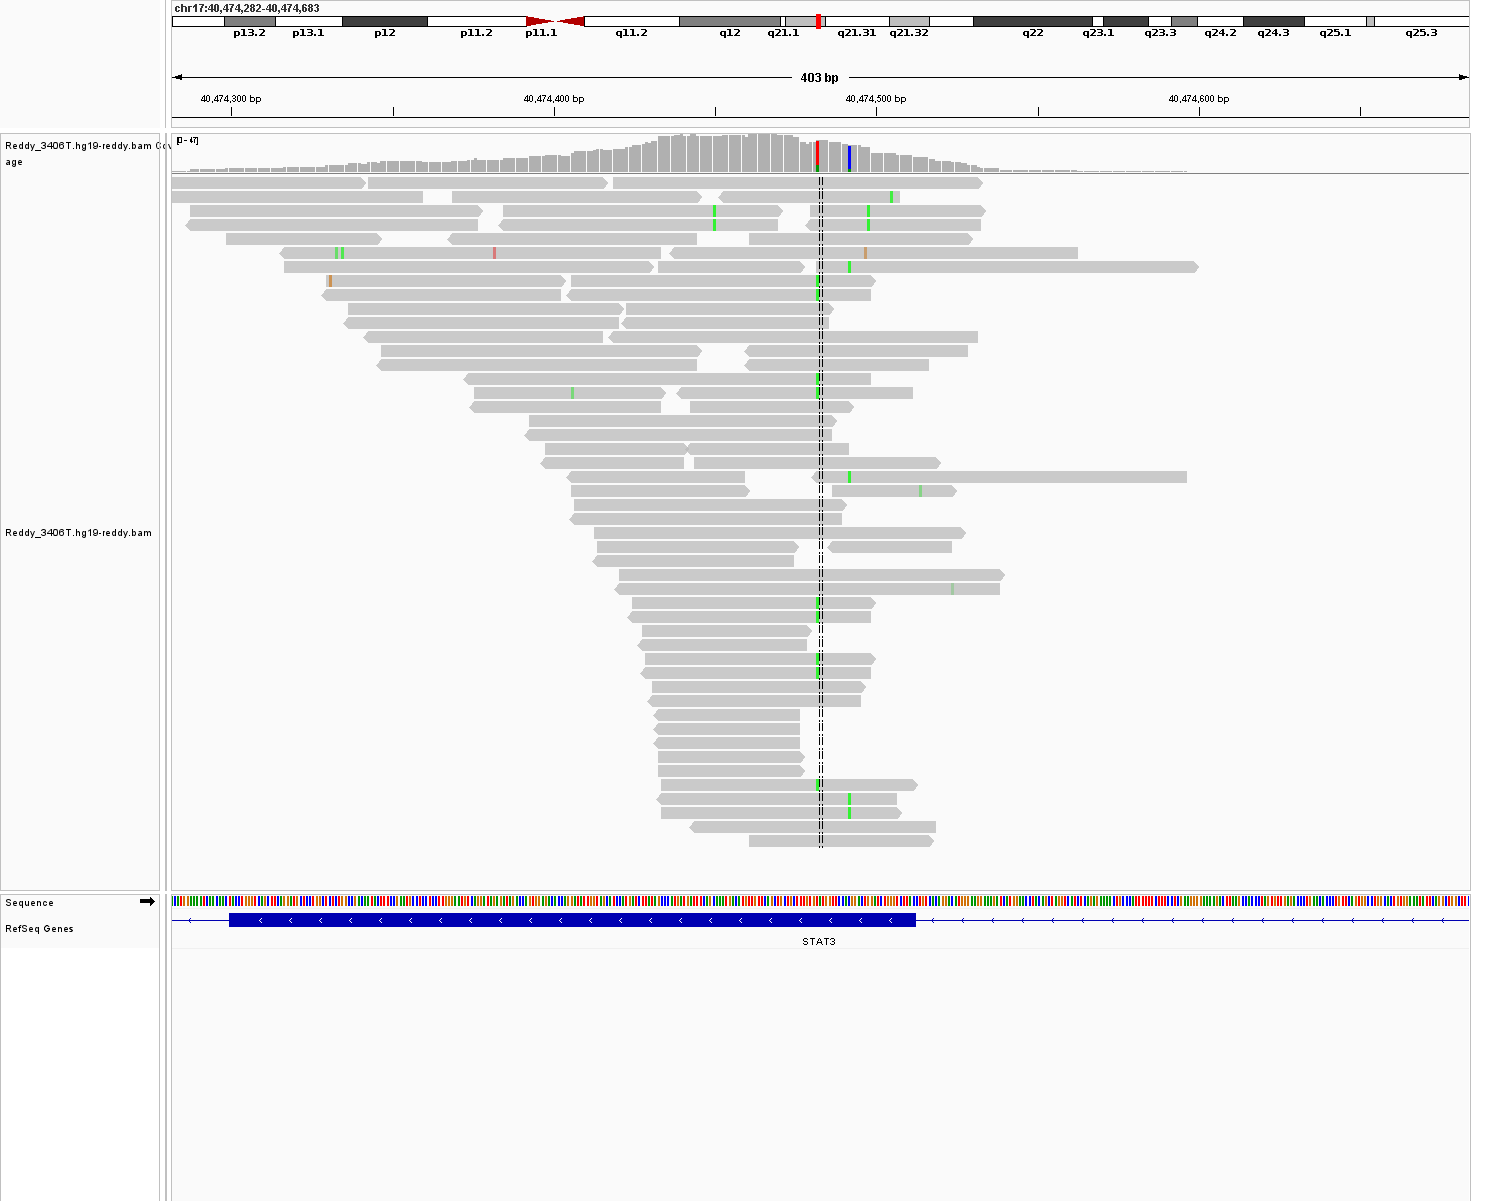 chr17:40,474,282-40,474,683
p13.2 p13.1 p12 p11.2 p11.1 q11.2 q12 q21.1 q21.31 q21.32 q22 q23.1 q23.3 q24.2 q24.3 q25.1 q25.3
403 bp
40,474,300 bp 40,474,400 bp 40,474,500 bp 40,474,600 bp
Reddy_3406T.hg19-reddy.bam Cov
age
[0 - 47]
Reddy_3406T.hg19-reddy.bam
Sequence
RefSeq Genes
STAT3